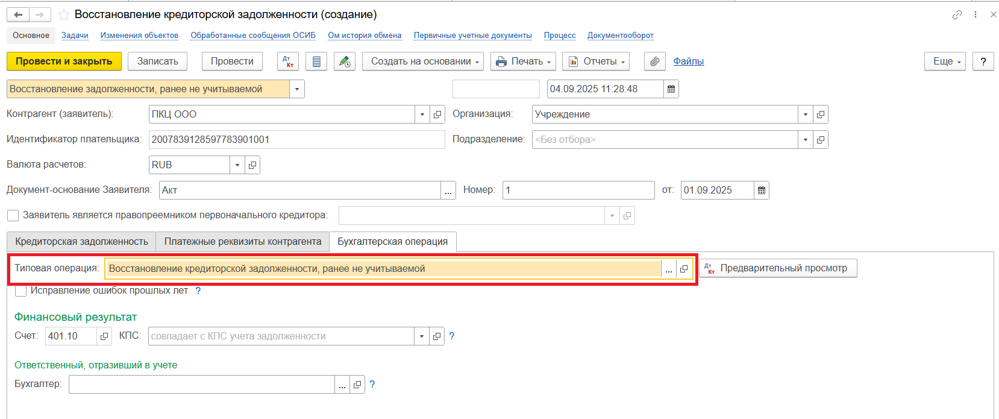 Восстановление кредиторской задолженности (создание)
Основное Задачи Изменения объектов Обработанные сообщения ОСИБ Ом история обмена Первичные учетные документы Процесс Документооборот
Провести и закрыть Записать Провести Дт Кт Создать на основании Печать Отчеты Файлы Еще ?
Восстановление задолженности, ранее не учитываемой 04.09.2025 11:28:48
Контрагент (заявитель): ПКЦ ООО Организация: Учреждение
Идентификатор плательщика: 2007839128597783901001 Подразделение: <Без отбора>
Валюта расчетов: RUB
Документ-основание Заявителя: Акт ... Номер: 1 от: 01.09.2025
Заявитель является правопреемником первоначального кредитора:
Кредиторская задолженность Платежные реквизиты контрагента Бухгалтерская операция
Типовая операция: Восстановление кредиторской задолженности, ранее не учитываемой ... Дт Кт Предварительный просмотр
Исправление ошибок прошлых лет ?
Финансовый результат
Счет: 401.10 КПС: совпадает с КПС учета задолженности ?
Ответственный, отразивший в учете
Бухгалтер: ... ?